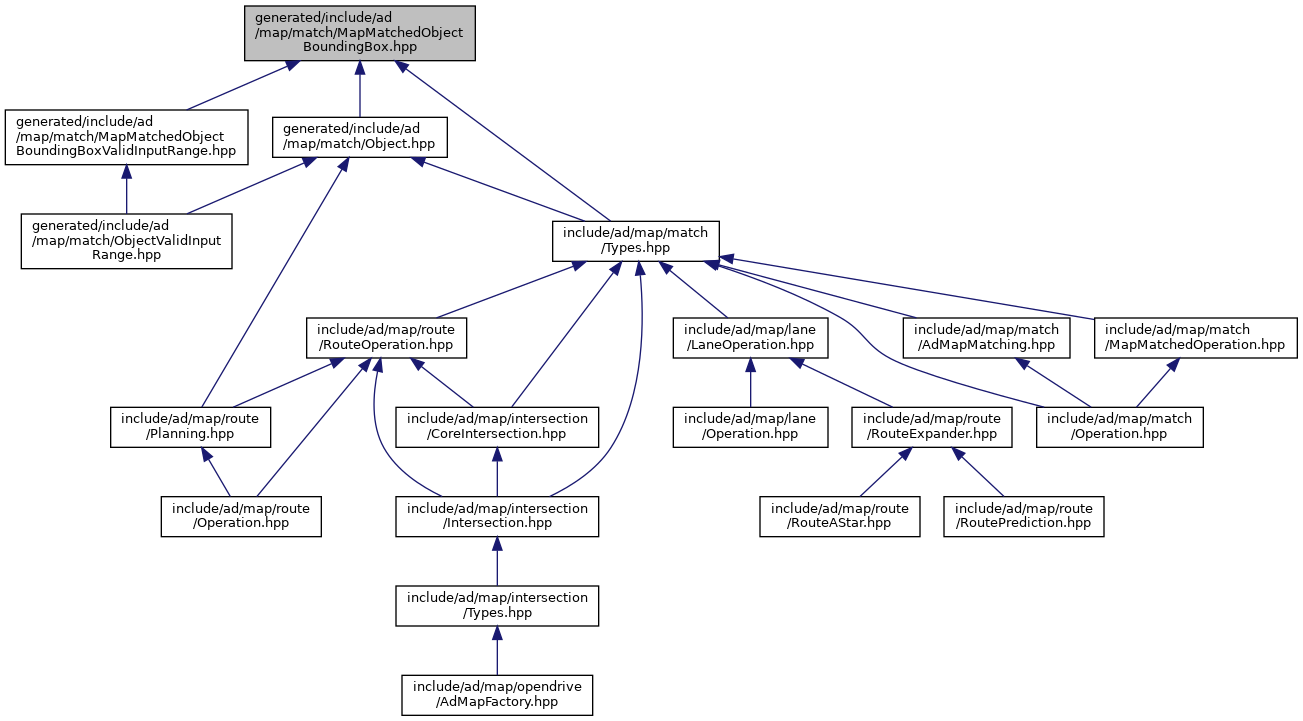 generated/include/ad
/map/match/MapMatchedObject
BoundingBox.hpp
generated/include/ad
/map/match/MapMatchedObject
BoundingBoxValidInputRange.hpp
generated/include/ad
/map/match/Object.hpp
generated/include/ad
/map/match/ObjectValidInput
Range.hpp
include/ad/map/match
/Types.hpp
include/ad/map/route
/RouteOperation.hpp
include/ad/map/lane
/LaneOperation.hpp
include/ad/map/match
/AdMapMatching.hpp
include/ad/map/match
/MapMatchedOperation.hpp
include/ad/map/route
/Planning.hpp
include/ad/map/intersection
/CoreIntersection.hpp
include/ad/map/lane
/Operation.hpp
include/ad/map/route
/RouteExpander.hpp
include/ad/map/match
/Operation.hpp
include/ad/map/route
/Operation.hpp
include/ad/map/intersection
/Intersection.hpp
include/ad/map/route
/RouteAStar.hpp
include/ad/map/route
/RoutePrediction.hpp
include/ad/map/intersection
/Types.hpp
include/ad/map/opendrive
/AdMapFactory.hpp